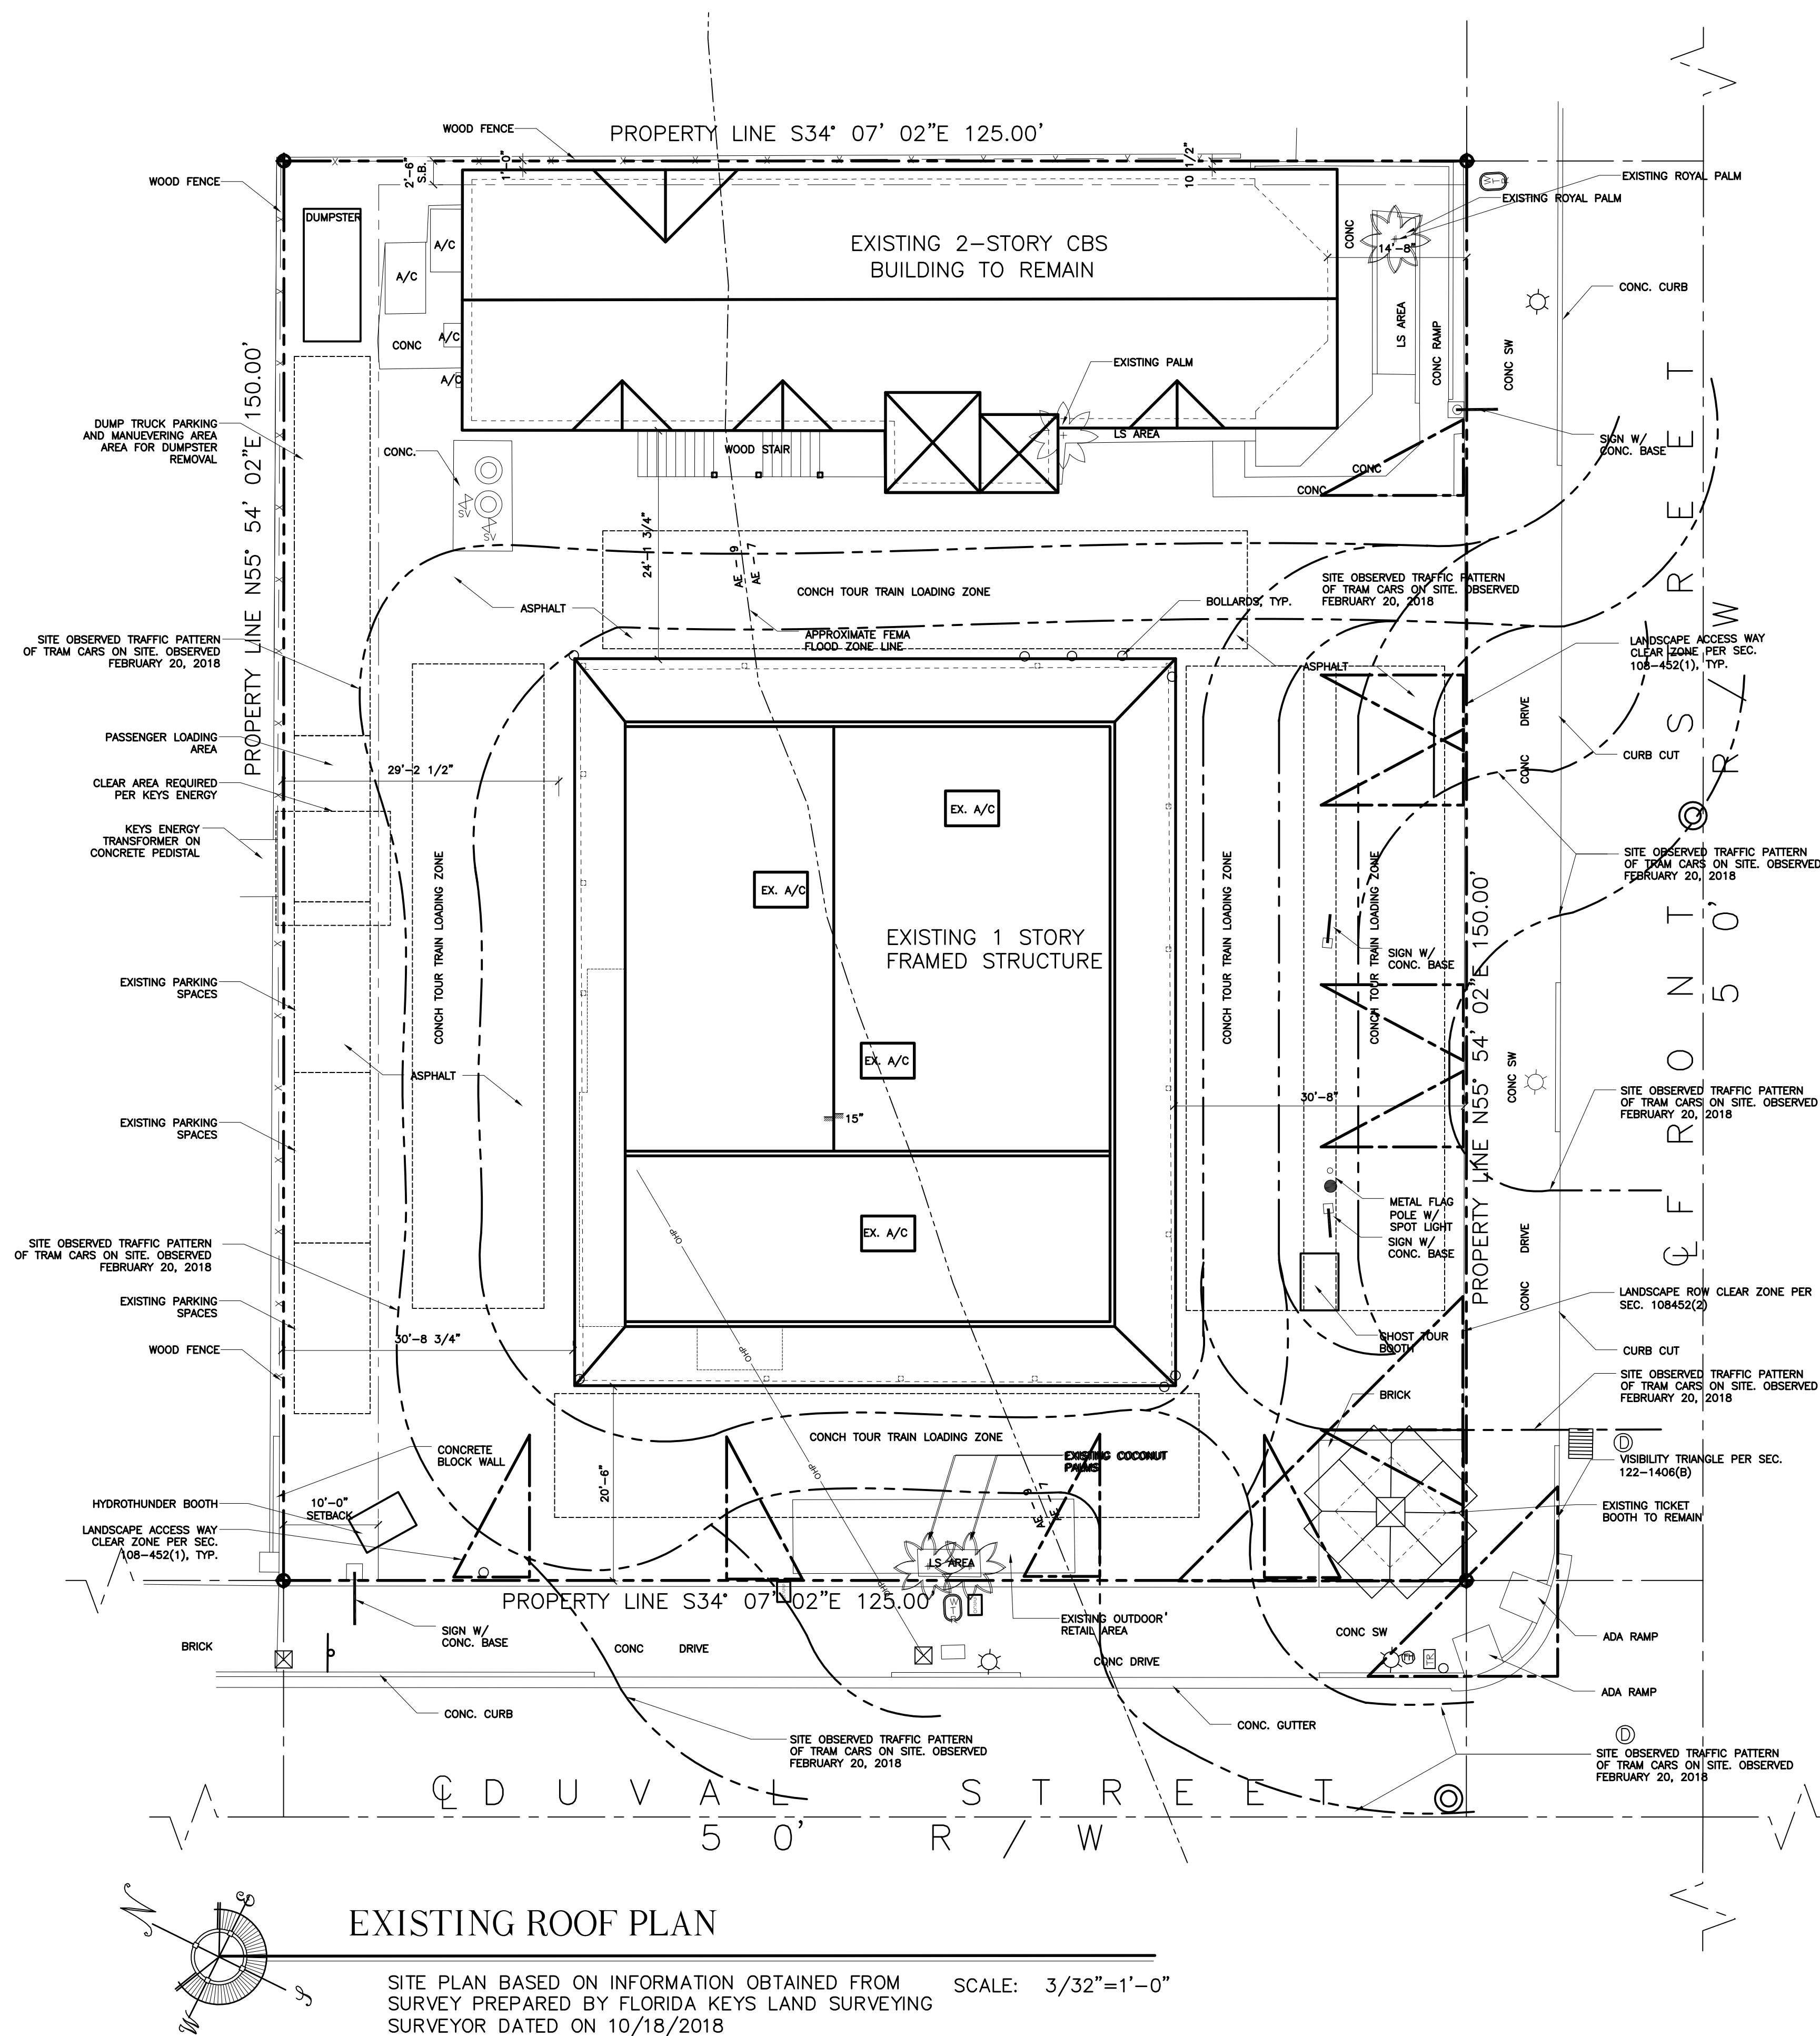 WOOD FENCE
PROPERTY LINE S34° 07' 02"E 125.00'
WOOD FENCE
2'-6"
S.B.
1'-0"
10 1/2"
EXISTING ROYAL PALM
EXISTING ROYAL PALM
DUMPSTER
A/C
A/C
A/C
A/C
CONC
EXISTING 2-STORY CBS
BUILDING TO REMAIN
CONC
14'-8"
LS AREA
CONC RAMP
CONC SW
CONC. CURB
EXISTING PALM
PROPERTY LINE N55° 54' 02"E 150.00'
DUMP TRUCK PARKING
AND MANUEVERING AREA
AREA FOR DUMPSTER
REMOVAL
CONC.
SV
SV
WOOD STAIR
LS AREA
CONC
CONC
SIGN W/
CONC. BASE
24'-1 3/4"
AE 9
AE 7
CONCH TOUR TRAIN LOADING ZONE
ASPHALT
APPROXIMATE FEMA
FLOOD ZONE LINE
BOLLARDS, TYP.
SITE OBSERVED TRAFFIC PATTERN
OF TRAM CARS ON SITE. OBSERVED
FEBRUARY 20, 2018
SITE OBSERVED TRAFFIC PATTERN
OF TRAM CARS ON SITE. OBSERVED
FEBRUARY 20, 2018
ASPHALT
LANDSCAPE ACCESS WAY
CLEAR ZONE PER SEC.
108-452(1), TYP.
CONC DRIVE
CURB CUT
PASSENGER LOADING
AREA
29'-2 1/2"
CLEAR AREA REQUIRED
PER KEYS ENERGY
KEYS ENERGY
TRANSFORMER ON
CONCRETE PEDISTAL
CONCH TOUR TRAIN LOADING ZONE
EX. A/C
EX. A/C
EXISTING 1 STORY
FRAMED STRUCTURE
EX. A/C
15"
EX. A/C
CONCH TOUR TRAIN LOADING ZONE
CONCH TOUR TRAIN LOADING ZONE
SIGN W/
CONC. BASE
PROPERTY LINE N55° 54' 02"E 150.00'
SITE OBSERVED TRAFFIC PATTERN
OF TRAM CARS ON SITE. OBSERVED
FEBRUARY 20, 2018
℄ FRONT STREET
50' R/W
EXISTING PARKING
SPACES
ASPHALT
30'-8"
CONC SW
SITE OBSERVED TRAFFIC PATTERN
OF TRAM CARS ON SITE. OBSERVED
FEBRUARY 20, 2018
EXISTING PARKING
SPACES
METAL FLAG
POLE W/
SPOT LIGHT
SIGN W/
CONC. BASE
CONC DRIVE
SITE OBSERVED TRAFFIC PATTERN
OF TRAM CARS ON SITE. OBSERVED
FEBRUARY 20, 2018
EXISTING PARKING
SPACES
LANDSCAPE ROW CLEAR ZONE PER
SEC. 108452(2)
WOOD FENCE
30'-8 3/4"
OHP
OHP
OHP
OHP
GHOST TOUR
BOOTH
CURB CUT
BRICK
SITE OBSERVED TRAFFIC PATTERN
OF TRAM CARS ON SITE. OBSERVED
FEBRUARY 20, 2018
CONCRETE
BLOCK WALL
CONCH TOUR TRAIN LOADING ZONE
20'-6"
EXISTING COCONUT
PALMS
AE 7
AE 9
D
VISIBILITY TRIANGLE PER SEC.
122-1406(B)
HYDROTHUNDER BOOTH
10'-0"
SETBACK
LANDSCAPE ACCESS WAY
CLEAR ZONE PER SEC.
108-452(1), TYP.
LS AREA
EXISTING TICKET
BOOTH TO REMAIN
PROPERTY LINE S34° 07' 02"E 125.00'
WTR
EXISTING OUTDOOR
RETAIL AREA
BRICK
SIGN W/
CONC. BASE
CONC DRIVE
CONC DRIVE
CONC SW
TR
ADA RAMP
ADA RAMP
CONC. CURB
CONC. GUTTER
SITE OBSERVED TRAFFIC PATTERN
OF TRAM CARS ON SITE. OBSERVED
FEBRUARY 20, 2018
D
SITE OBSERVED TRAFFIC PATTERN
OF TRAM CARS ON SITE. OBSERVED
FEBRUARY 20, 2018
℄ DUVAL STREET
50' R/W
N
E
S
W
EXISTING ROOF PLAN
SITE PLAN BASED ON INFORMATION OBTAINED FROM
SURVEY PREPARED BY FLORIDA KEYS LAND SURVEYING
SURVEYOR DATED ON 10/18/2018
SCALE: 3/32"=1'-0"